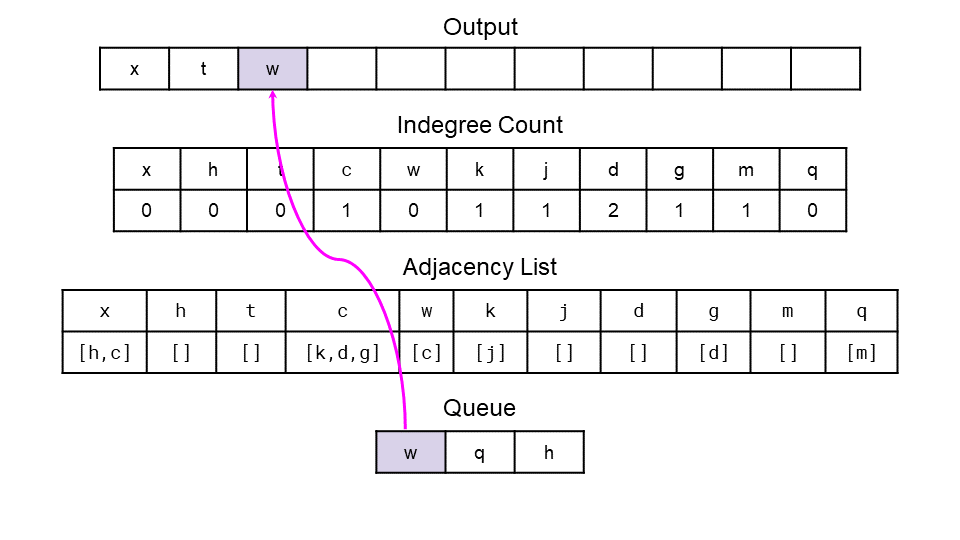 Output
x t w
Indegree Count
x h t c w k j d g m q
0 0 0 1 0 1 1 2 1 1 0
Adjacency List
x h t c w k j d g m q
[h,c] [] [] [k,d,g] [c] [j] [] [] [d] [] [m]
Queue
w q h